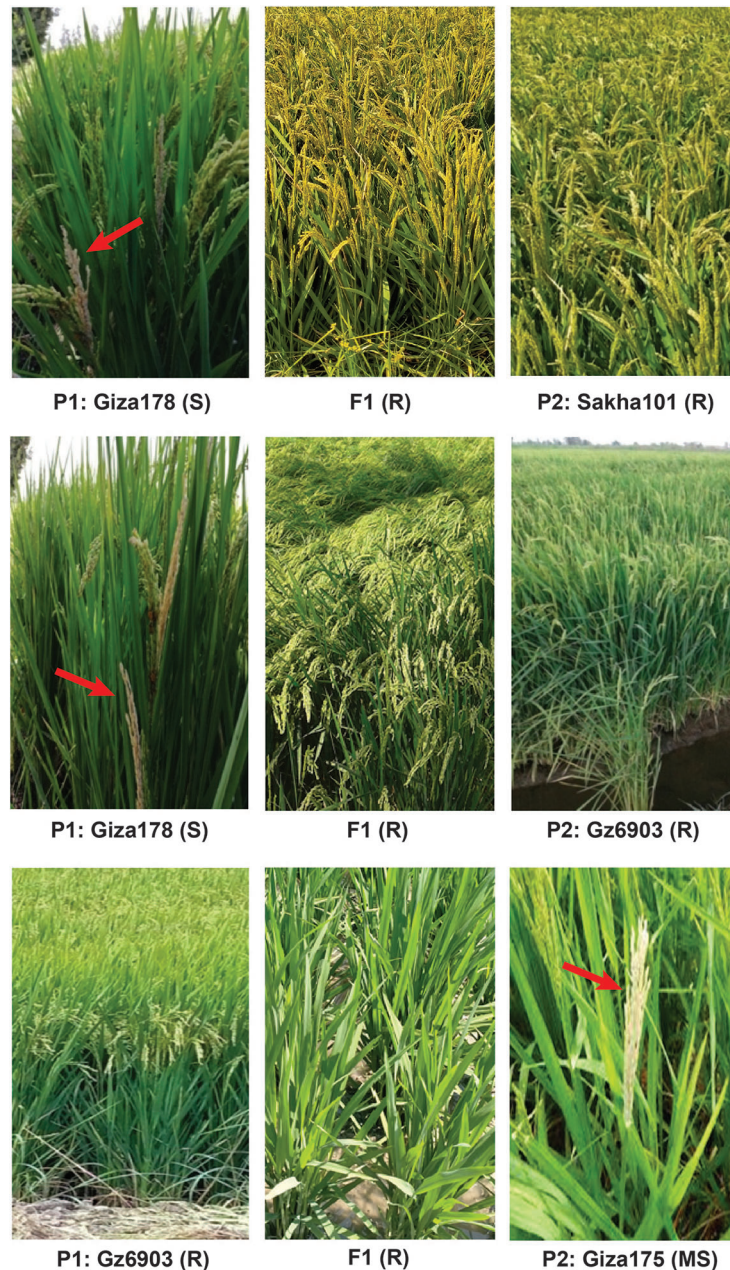 P1: Giza178 (S)
F1 (R)
P2: Sakha101 (R)
P1: Giza178 (S)
F1 (R)
P2: Gz6903 (R)
P1: Gz6903 (R)
F1 (R)
P2: Giza175 (MS)